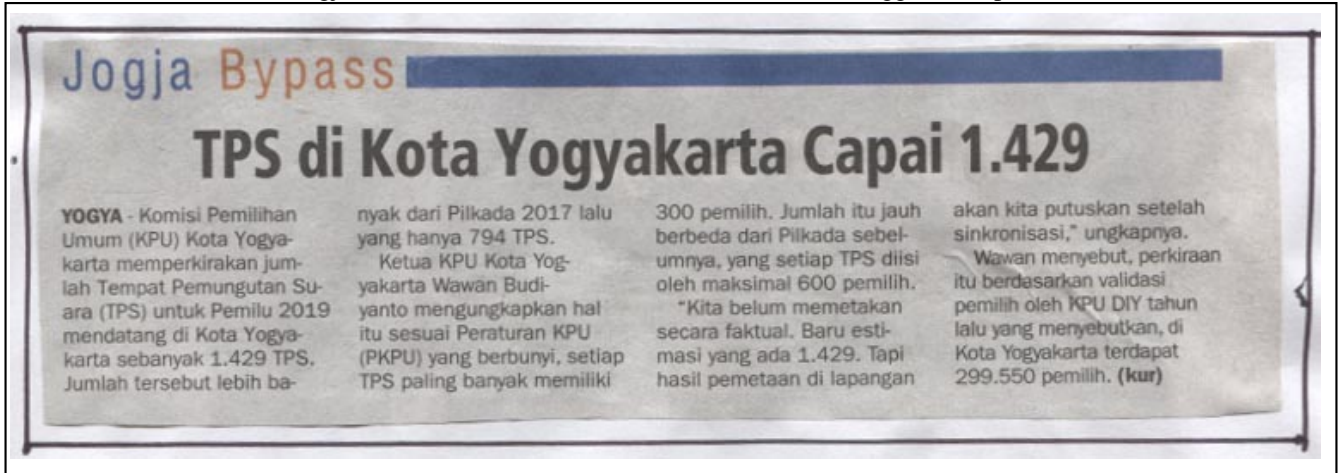 Jogja Bypass
TPS di Kota Yogyakarta Capai 1.429
YOGYA - Komisi Pemilihan
Umum (KPU) Kota Yogya-
karta memperkirakan jum-
lah Tempat Pemungutan Su-
ara (TPS) untuk Pemilu 2019
mendatang di Kota Yogya-
karta sebanyak 1.429 TPS.
Jumlah tersebut lebih ba-
nyak dari Pilkada 2017 lalu
yang hanya 794 TPS.
Ketua KPU Kota Yog-
yakarta Wawan Budi-
yanto mengungkapkan hal
itu sesuai Peraturan KPU
(PKPU) yang berbunyi, setiap
TPS paling banyak memiliki
300 pemilih. Jumlah itu jauh
berbeda dari Pilkada sebel-
umnya, yang setiap TPS diisi
oleh maksimal 600 pemilih.
"Kita belum memetakan
secara faktual. Baru esti-
masi yang ada 1.429. Tapi
hasil pemetaan di lapangan
akan kita putuskan setelah
sinkronisasi," ungkapnya.
Wawan menyebut, perkiraan
itu berdasarkan validasi
pemilih oleh KPU DIY tahun
lalu yang menyebutkan, di
Kota Yogyakarta terdapat
299.550 pemilih. (kur)